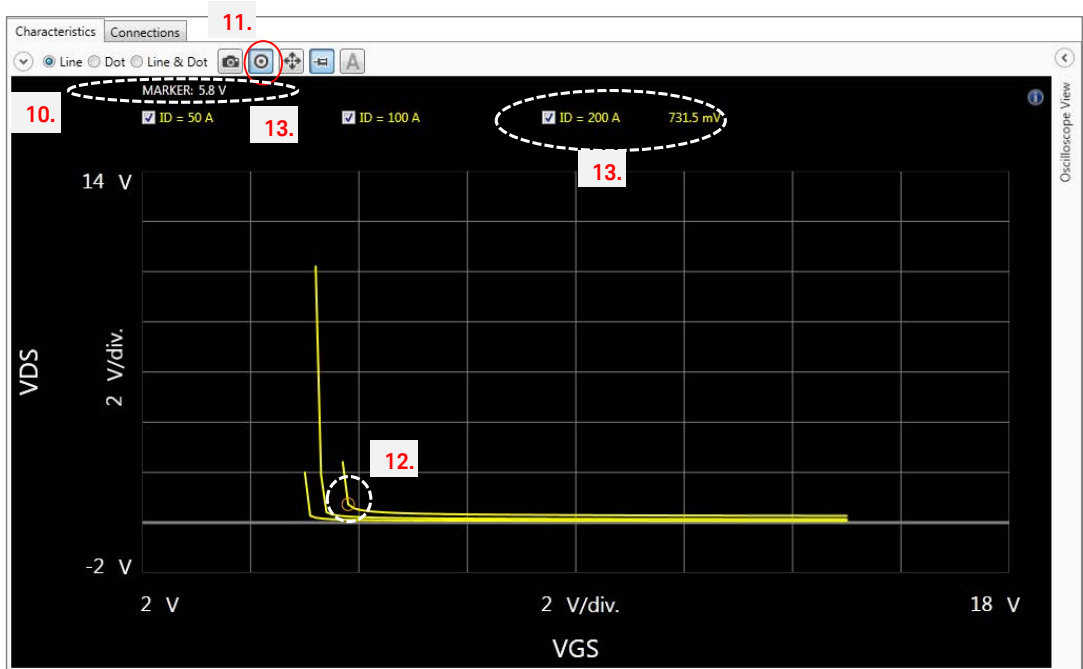 11.
Characteristics Connections
Line Dot Line & Dot A
MARKER: 5.8 V
10.
ID = 50 A ID = 100 A ID = 200 A 731.5 mV
13.
13.
Oscilloscope View
14 V
VDS
2 V/div.
12.
-2 V
2 V 2 V/div. 18 V
VGS